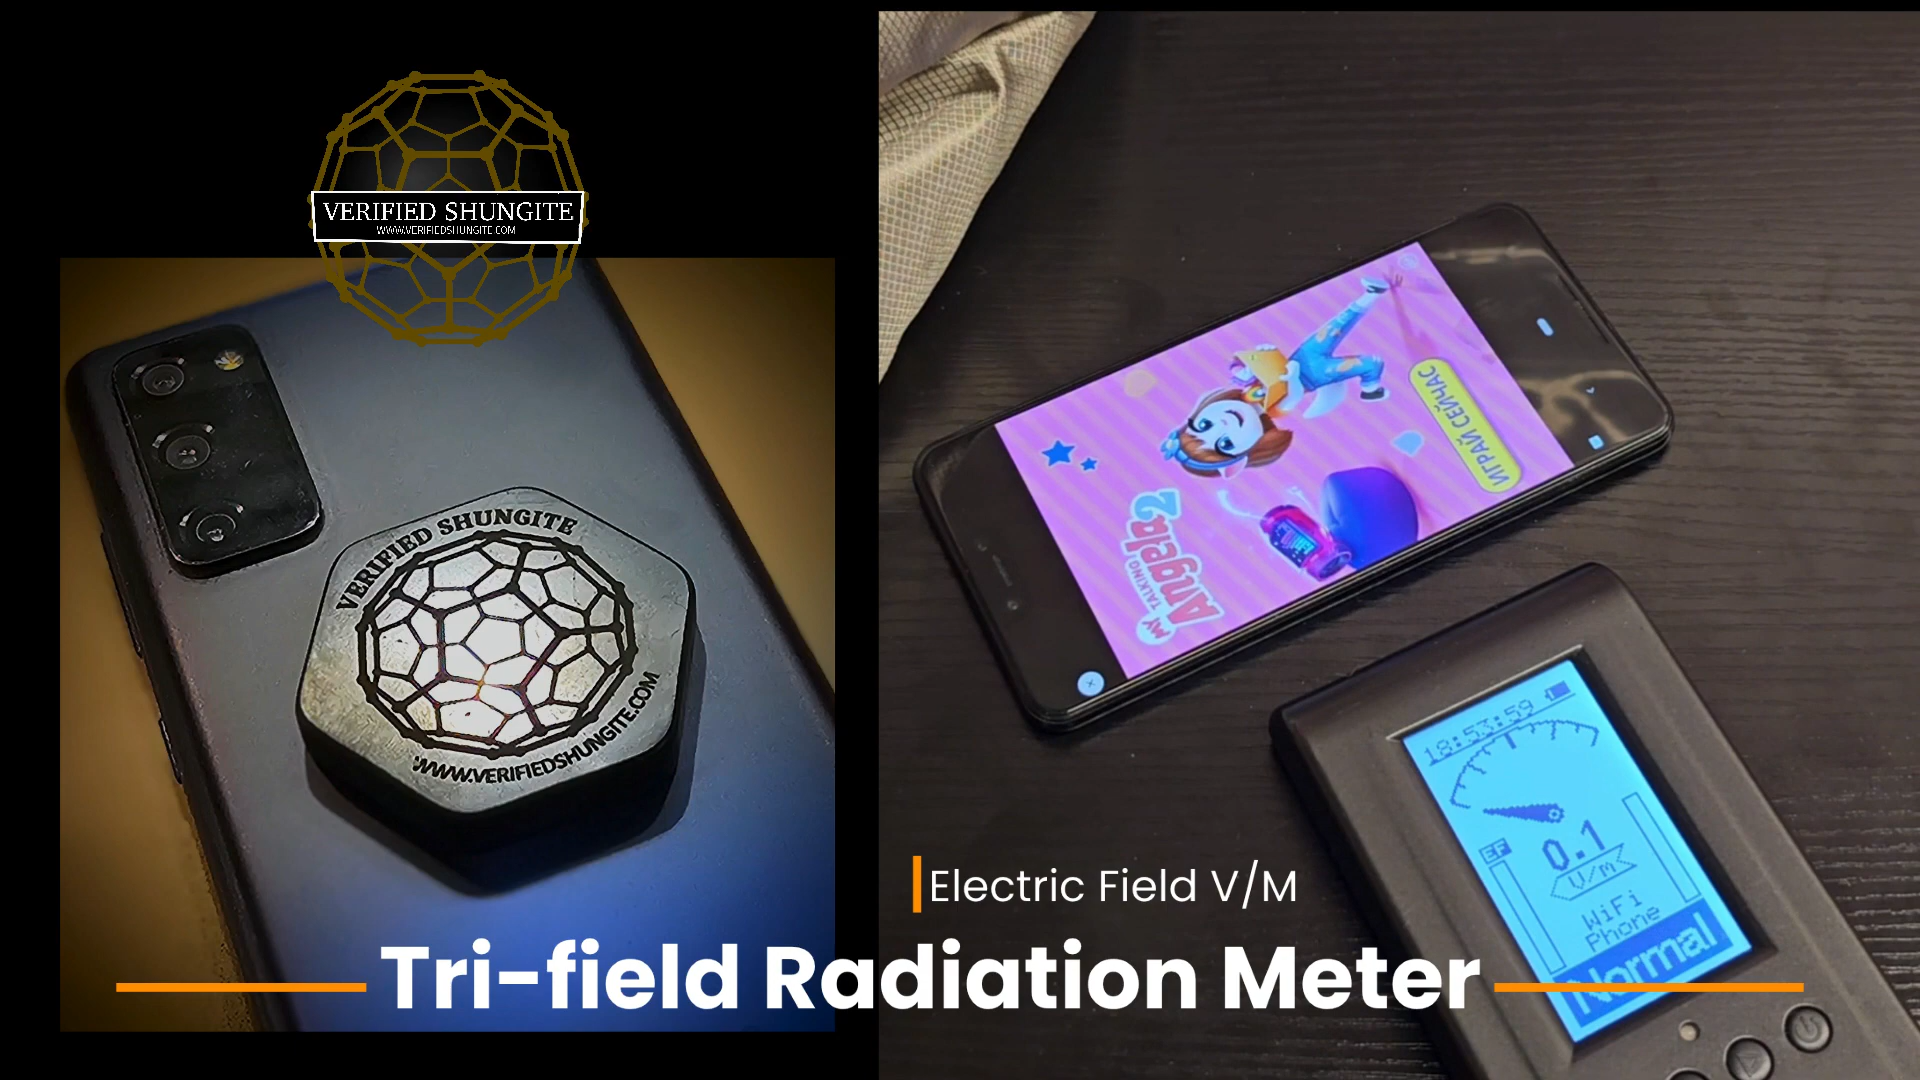 VERIFIED SHUNGITE
WWW.VERIFIEDSHUNGITE.COM
VERIFIED SHUNGITE
WWW.VERIFIEDSHUNGITE.COM
MY
TALKING
Angela 2
ИГРАЙ СЕЙЧАС
18:53:59
EF
0.1
V/m
WiFi
Phone
Normal
Electric Field V/M
Tri-field Radiation Meter